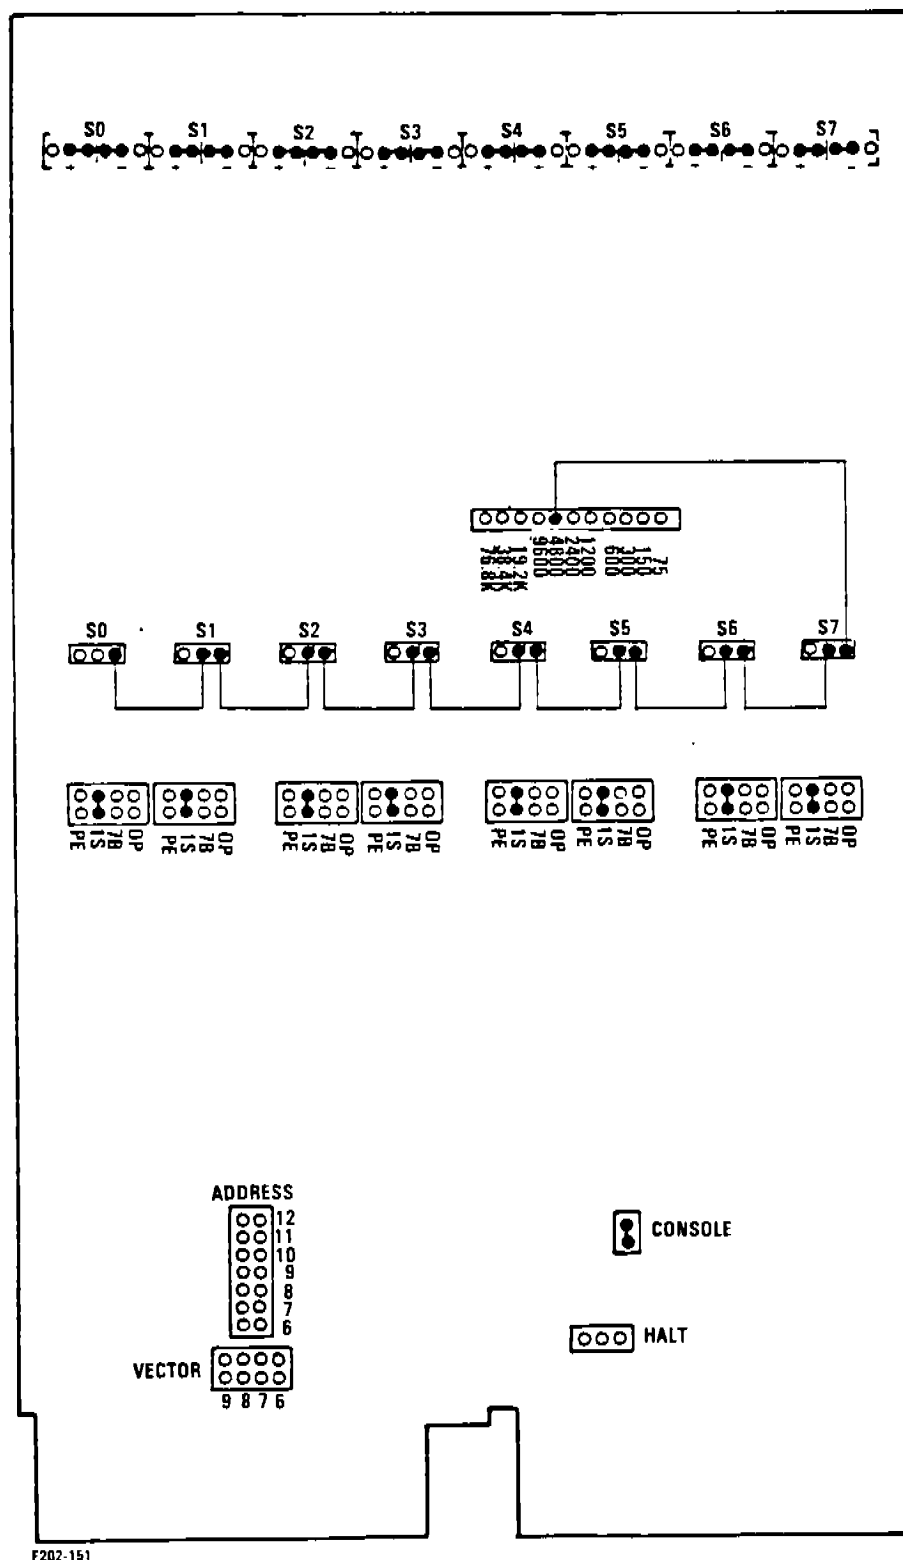 S0 S1 S2 S3 S4 S5 S6 S7
+ - + - + - + - + - + - + - + -
76.8K 38.4K 19.2K 9600 4800 2400 1200 600 300 150 75
S0 S1 S2 S3 S4 S5 S6 S7
PE 1S 7B OP PE 1S 7B OP PE 1S 7B OP PE 1S 7B OP PE 1S 7B OP PE 1S 7B OP PE 1S 7B OP PE 1S 7B OP
ADDRESS
12
11
10
9
8
7
6
CONSOLE
HALT
VECTOR
9 8 7 6
F202-151